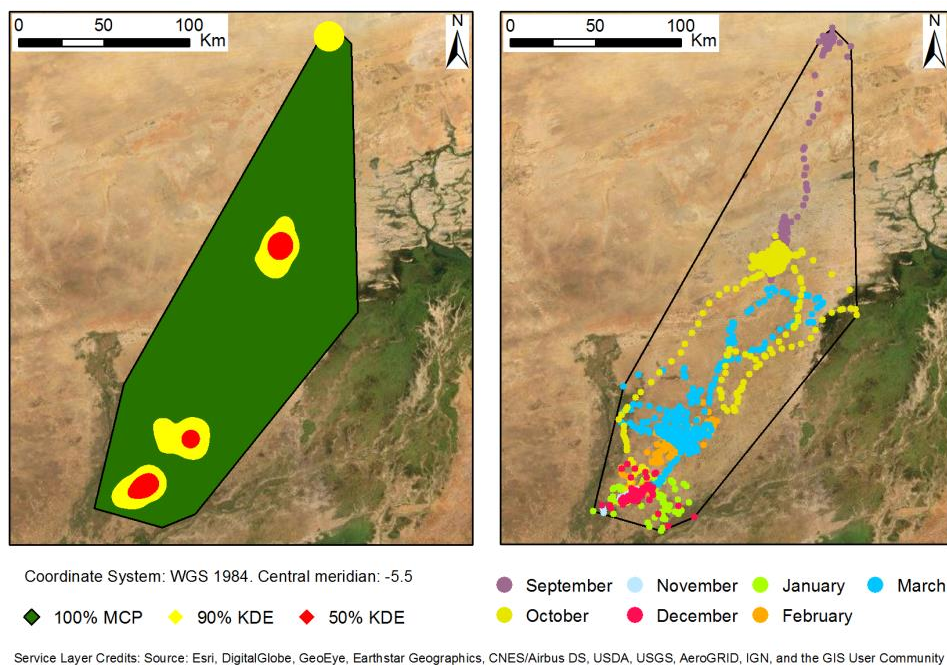 0 50 100
Km
N
0 50 100
Km
N
Coordinate System: WGS 1984. Central meridian: -5.5
100% MCP 90% KDE 50% KDE
September November January March
October December February
Service Layer Credits: Source: Esri, DigitalGlobe, GeoEye, Earthstar Geographics, CNES/Airbus DS, USDA, USGS, AeroGRID, IGN, and the GIS User Community,